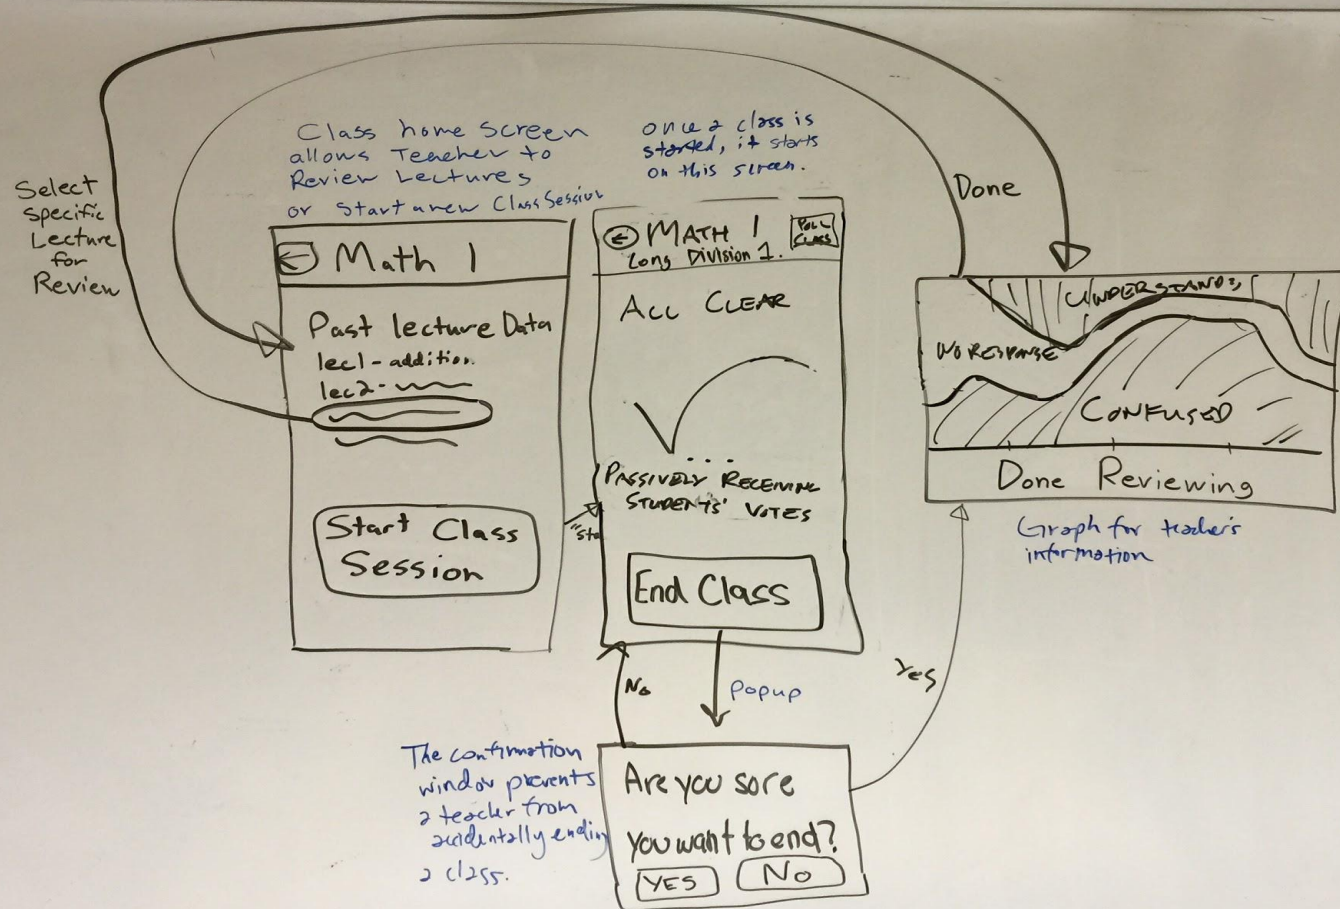 Select
specific
Lecture
for
Review
Class home screen
allows Teacher to
Review Lectures
or Start a new Class Session
once a class is
started, it starts
on this screen.
Done
Math 1
Past lecture Data
lec1 - addition
lec2 -
Start Class
Session
"sta
MATH 1
Long Division 1.
POLL
CLASS
ALL CLEAR
...
PASSIVELY RECEIVING
STUDENTS' VOTES
End Class
UNDERSTANDS
NO RESPONSE
CONFUSED
Done Reviewing
Graph for teacher's
information
No
Popup
Yes
The confirmation
window prevents
a teacher from
accidentally ending
a class.
Are you sore
you want to end?
YES
No